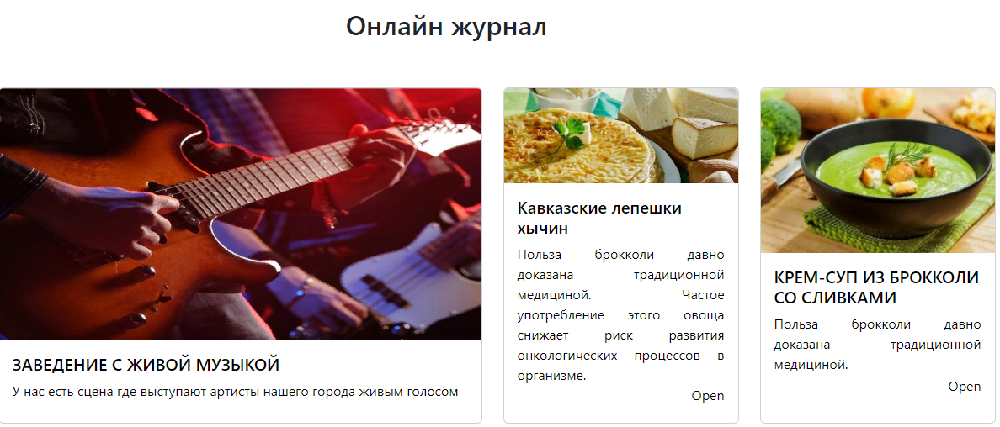 Онлайн журнал
ЗАВЕДЕНИЕ С ЖИВОЙ МУЗЫКОЙ
У нас есть сцена где выступают артисты нашего города живым голосом
Кавказские лепешки
хычин
Польза брокколи давно
доказана традиционной
медициной. Частое
употребление этого овоща
снижает риск развития
онкологических процессов в
организме.
Open
КРЕМ-СУП ИЗ БРОККОЛИ
СО СЛИВКАМИ
Польза брокколи давно
доказана традиционной
медициной.
Open